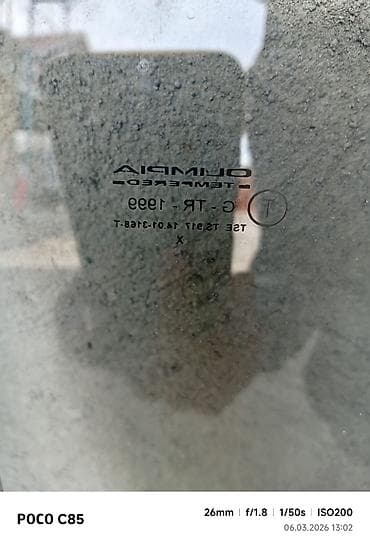 OLIMPIA
TEMPERED
T G - TR - 1999
TSE TS 917 14.01-3168-T
X
POCO C85
26mm | f/1.8 | 1/50s | ISO200
06.03.2026 13:02